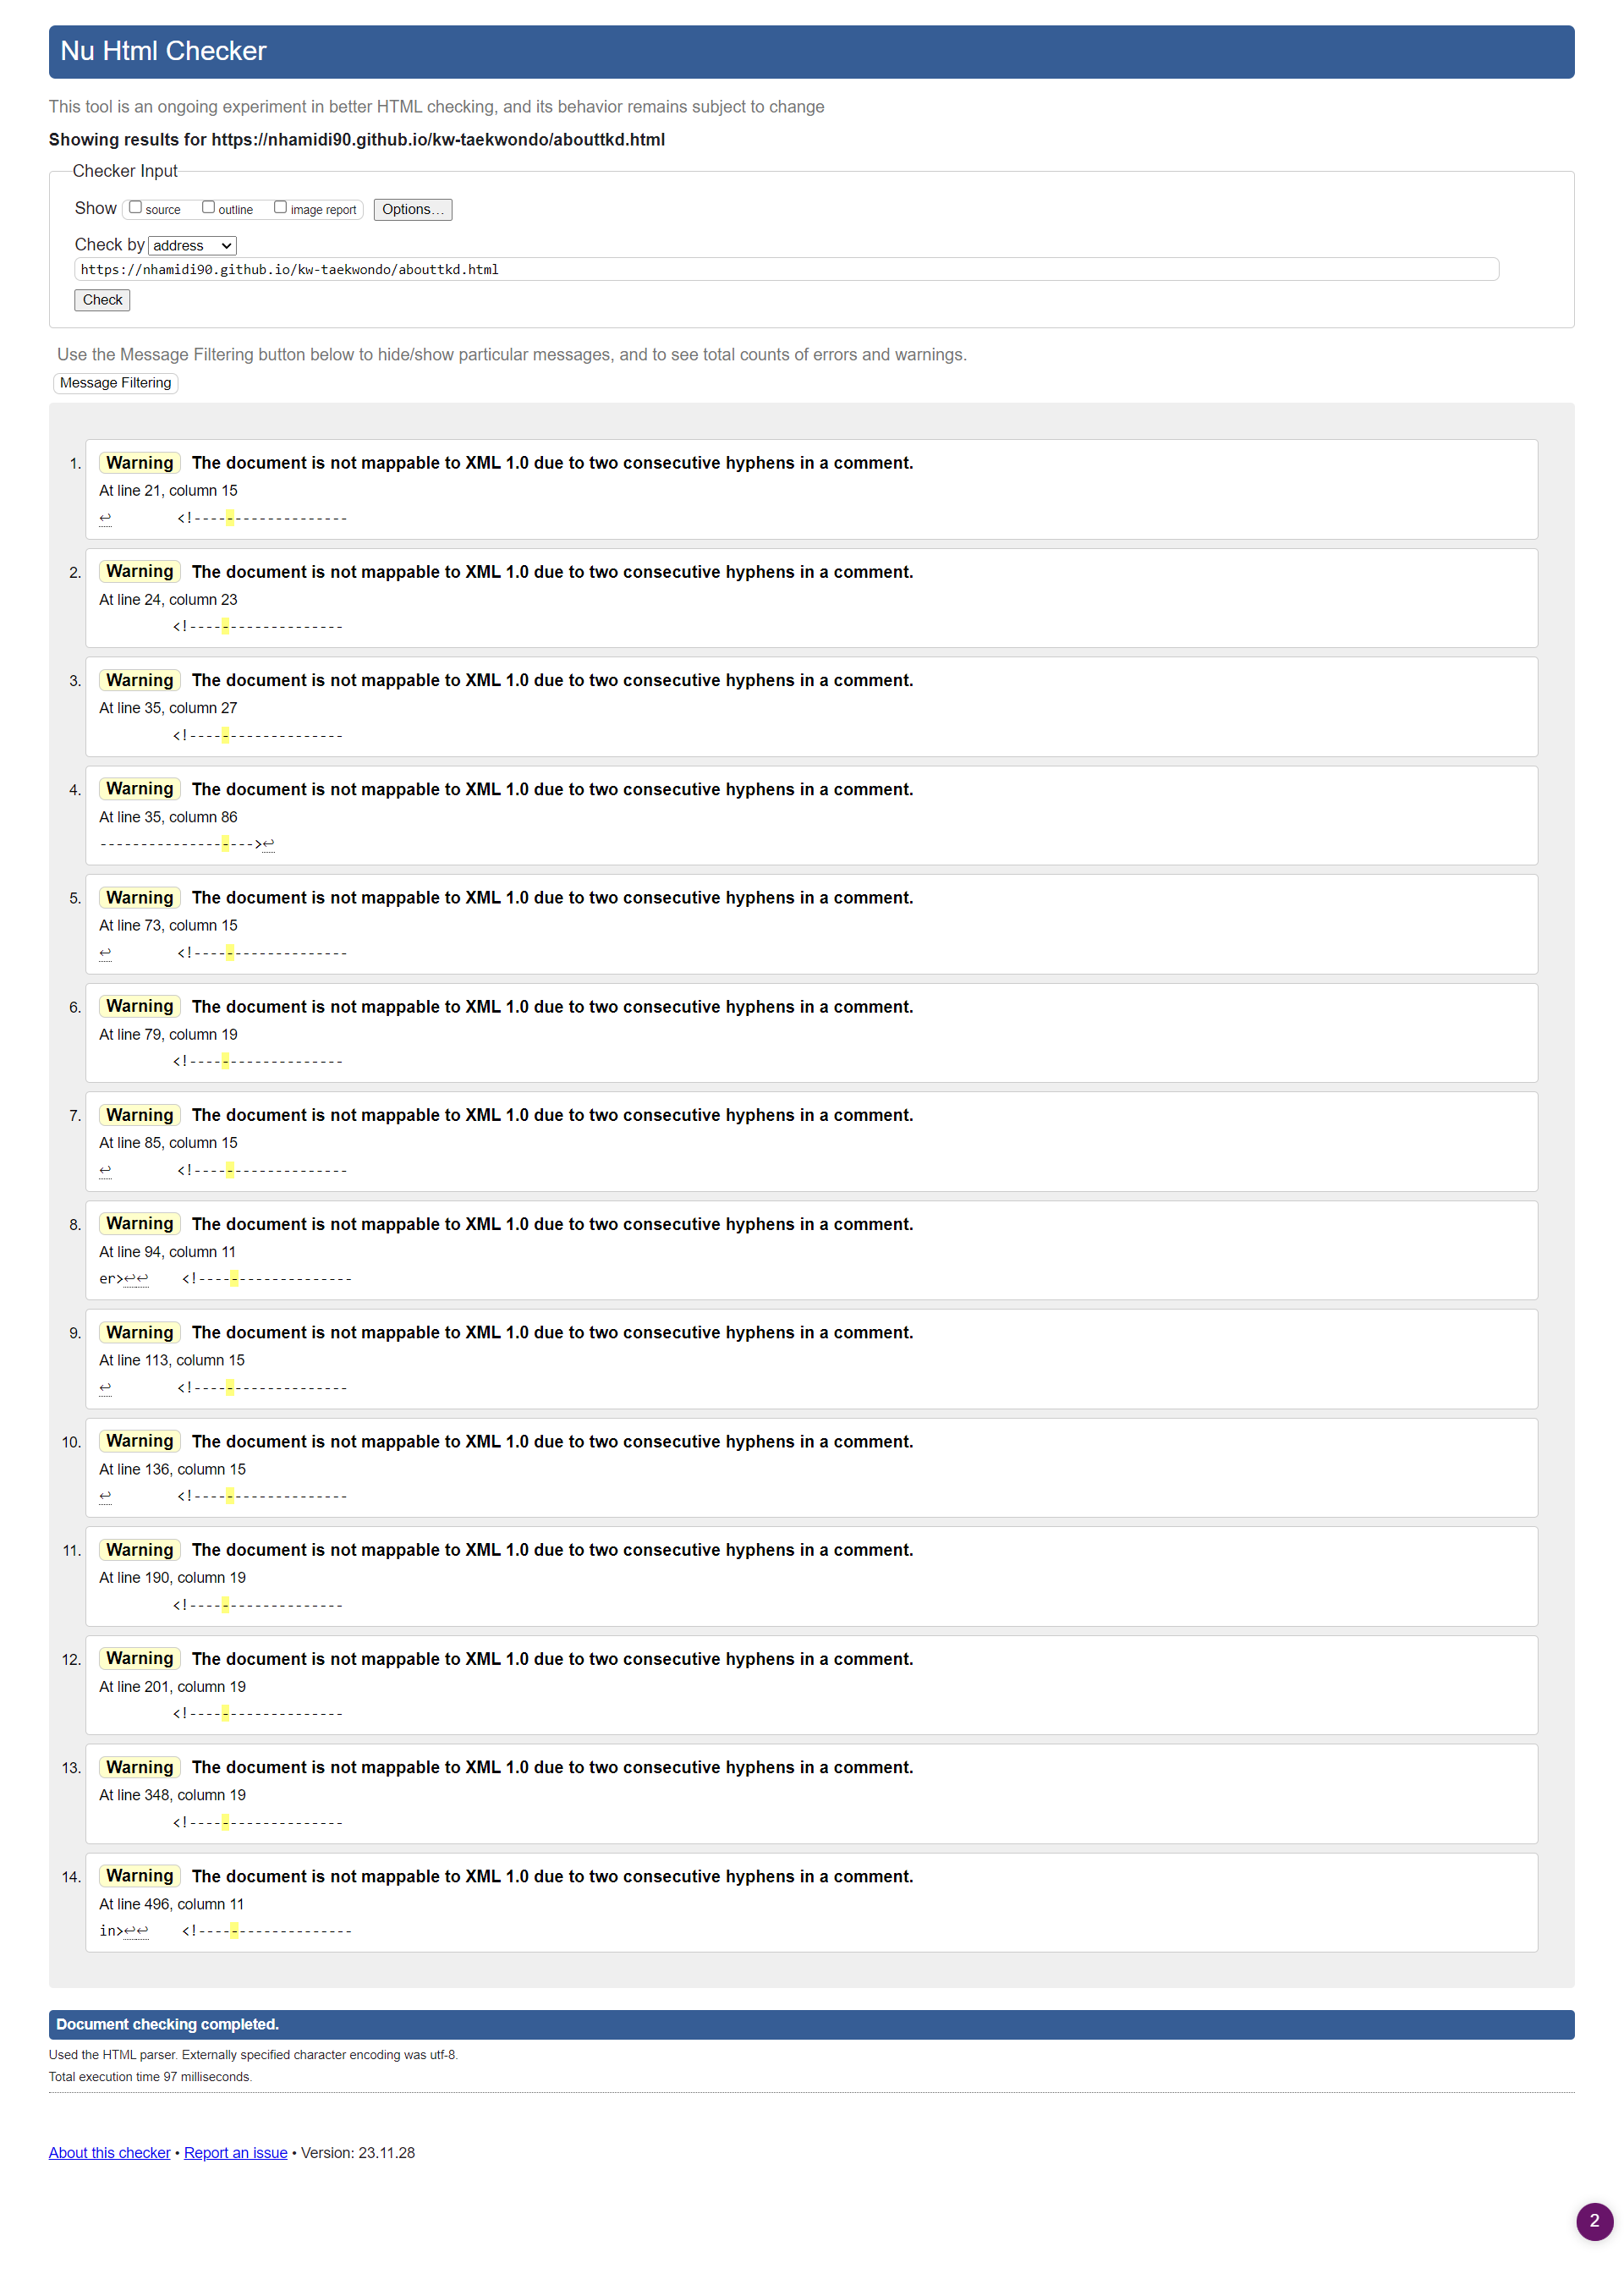 Nu Html Checker
This tool is an ongoing experiment in better HTML checking, and its behavior remains subject to change
Showing results for https://nhamidi90.github.io/kw-taekwondo/abouttkd.html
Checker Input
Show source outline image report Options...
Check by address
https://nhamidi90.github.io/kw-taekwondo/abouttkd.html
Check
Use the Message Filtering button below to hide/show particular messages, and to see total counts of errors and warnings.
Message Filtering
1. Warning The document is not mappable to XML 1.0 due to two consecutive hyphens in a comment.
At line 21, column 15
↩ <!-------------------
2. Warning The document is not mappable to XML 1.0 due to two consecutive hyphens in a comment.
At line 24, column 23
<!-------------------
3. Warning The document is not mappable to XML 1.0 due to two consecutive hyphens in a comment.
At line 35, column 27
<!-------------------
4. Warning The document is not mappable to XML 1.0 due to two consecutive hyphens in a comment.
At line 35, column 86
------------------->↩
5. Warning The document is not mappable to XML 1.0 due to two consecutive hyphens in a comment.
At line 73, column 15
↩ <!-------------------
6. Warning The document is not mappable to XML 1.0 due to two consecutive hyphens in a comment.
At line 79, column 19
<!-------------------
7. Warning The document is not mappable to XML 1.0 due to two consecutive hyphens in a comment.
At line 85, column 15
↩ <!-------------------
8. Warning The document is not mappable to XML 1.0 due to two consecutive hyphens in a comment.
At line 94, column 11
er>↩↩ <!-------------------
9. Warning The document is not mappable to XML 1.0 due to two consecutive hyphens in a comment.
At line 113, column 15
↩ <!-------------------
10. Warning The document is not mappable to XML 1.0 due to two consecutive hyphens in a comment.
At line 136, column 15
↩ <!-------------------
11. Warning The document is not mappable to XML 1.0 due to two consecutive hyphens in a comment.
At line 190, column 19
<!-------------------
12. Warning The document is not mappable to XML 1.0 due to two consecutive hyphens in a comment.
At line 201, column 19
<!-------------------
13. Warning The document is not mappable to XML 1.0 due to two consecutive hyphens in a comment.
At line 348, column 19
<!-------------------
14. Warning The document is not mappable to XML 1.0 due to two consecutive hyphens in a comment.
At line 496, column 11
in>↩↩ <!-------------------
Document checking completed.
Used the HTML parser. Externally specified character encoding was utf-8.
Total execution time 97 milliseconds.
About this checker • Report an issue • Version: 23.11.28
2